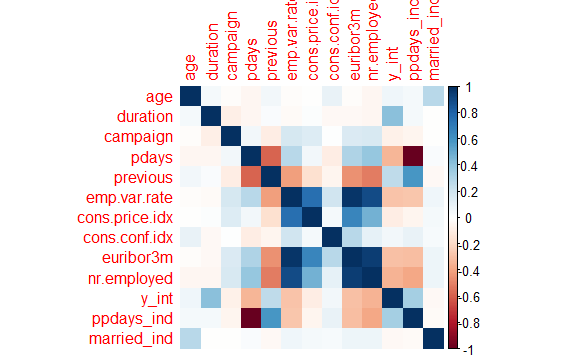 age
duration
campaign
pdays
previous
emp.var.rate
cons.price.idx
cons.conf.idx
euribor3m
nr.employed
y_int
ppdays_ind
married_ind
age
duration
campaign
pdays
previous
emp.var.rate
cons.price.idx
cons.conf.idx
euribor3m
nr.employed
y_int
ppdays_ind
married_ind
1
0.8
0.6
0.4
0.2
0
-0.2
-0.4
-0.6
-0.8
-1